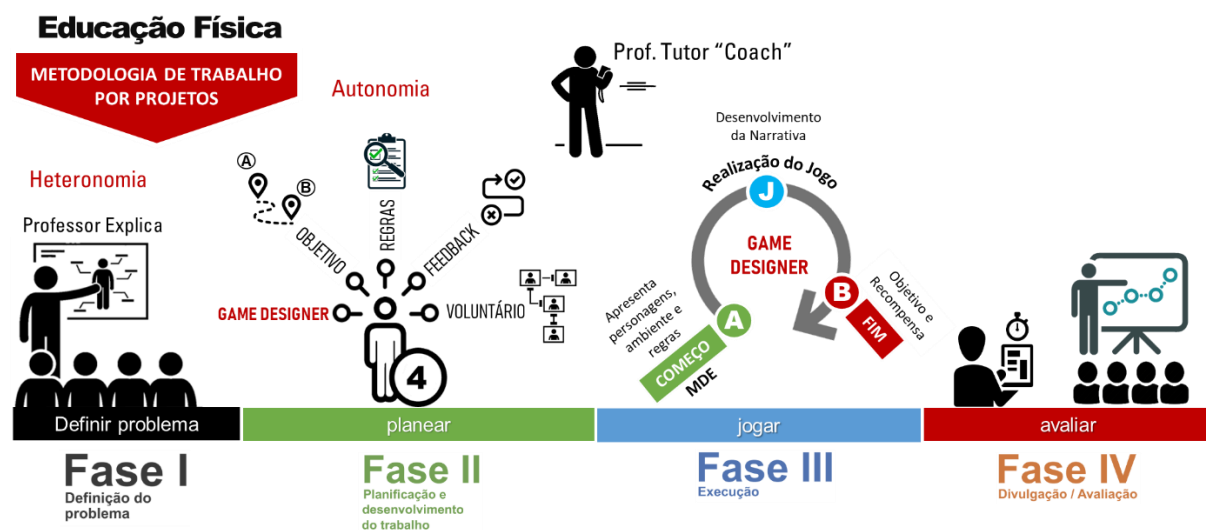 Educação Física
METODOLOGIA DE TRABALHO
POR PROJETOS
Heteronomia
Professor Explica
Autonomia
A
B
OBJETIVO
REGRAS
FEEDBACK
GAME DESIGNER
VOLUNTÁRIO
4
Prof. Tutor “Coach”
Desenvolvimento
da Narrativa
Realização do Jogo
J
GAME
DESIGNER
Apresenta
personagens,
ambiente e
regras
A
COMEÇO
MDE
B
FIM
Objetivo e
Recompensa
Definir problema
planear
jogar
avaliar
Fase I
Definição do
problema
Fase II
Planificação e
desenvolvimento
do trabalho
Fase III
Execução
Fase IV
Divulgação / Avaliação